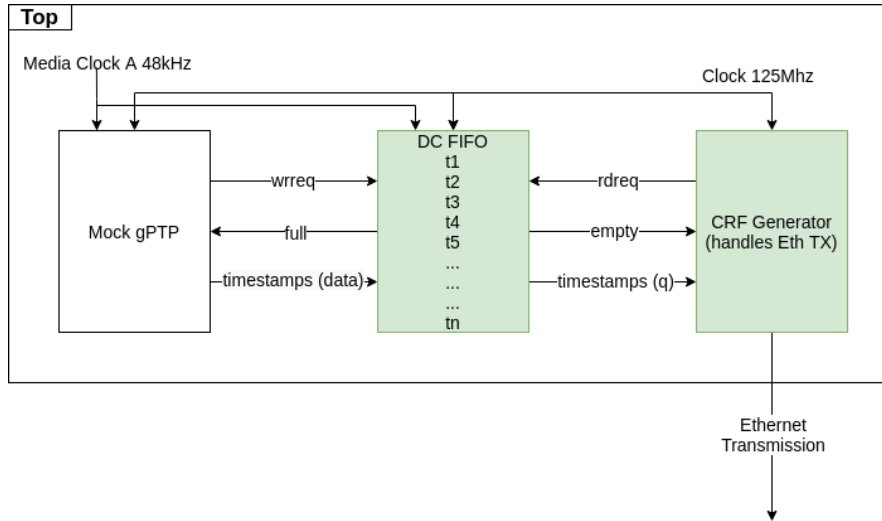 Top
Media Clock A 48kHz
Clock 125Mhz
Mock gPTP
wrreq
full
timestamps (data)
DC FIFO
t1
t2
t3
t4
t5
...
...
...
tn
rdreq
empty
timestamps (q)
CRF Generator
(handles Eth TX)
Ethernet
Transmission